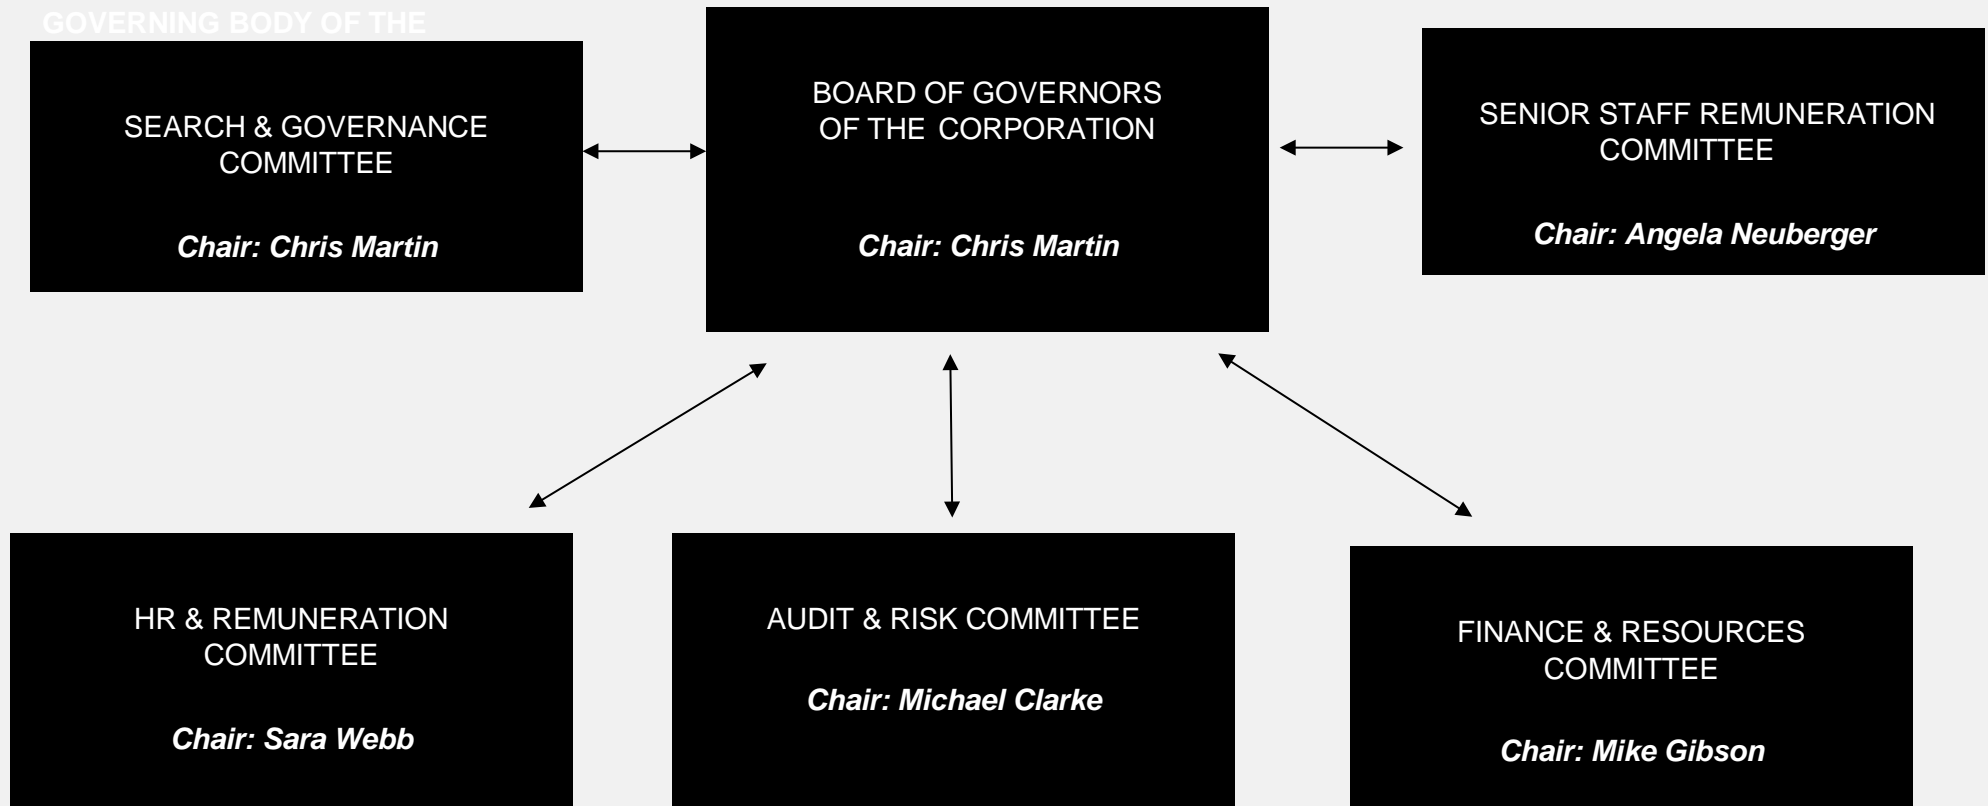 GOVERNING BODY OF THE
SEARCH & GOVERNANCE
COMMITTEE
Chair: Chris Martin
BOARD OF GOVERNORS
OF THE CORPORATION
Chair: Chris Martin
SENIOR STAFF REMUNERATION
COMMITTEE
Chair: Angela Neuberger
HR & REMUNERATION
COMMITTEE
Chair: Sara Webb
AUDIT & RISK COMMITTEE
Chair: Michael Clarke
FINANCE & RESOURCES
COMMITTEE
Chair: Mike Gibson